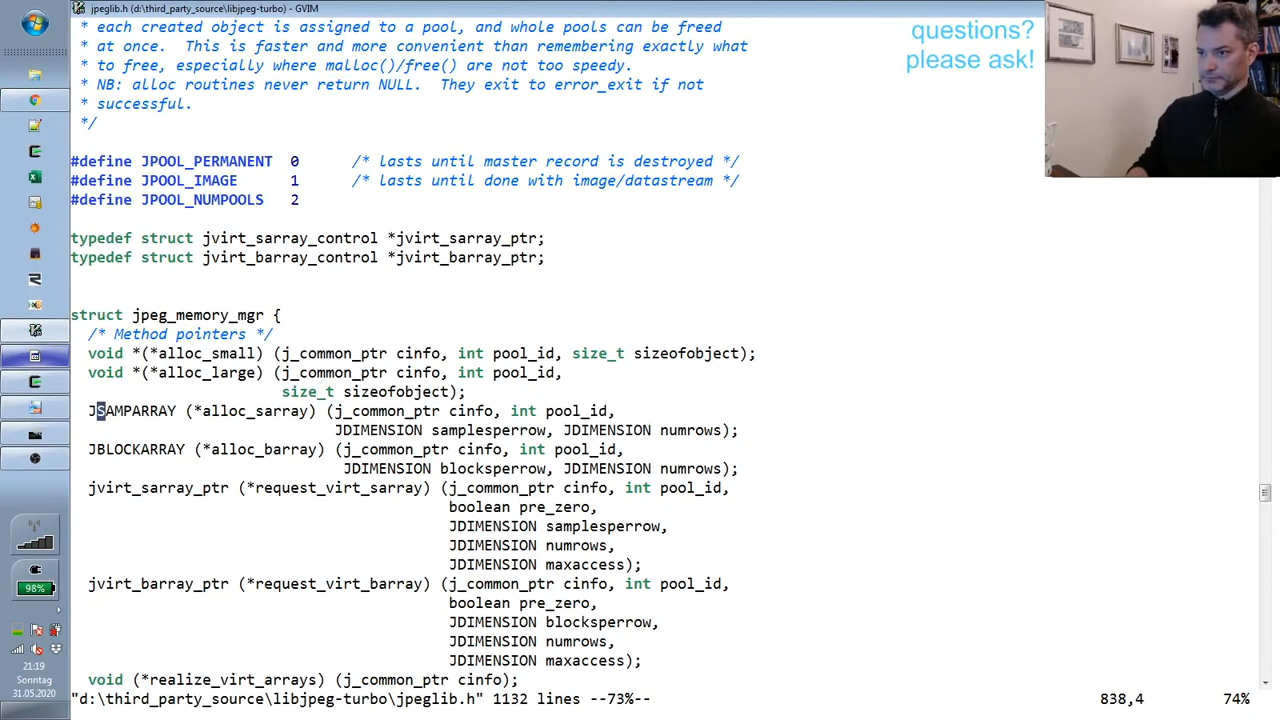 jpeglib.h (d:\third_party_source\libjpeg-turbo) - GVIM
* each created object is assigned to a pool, and whole pools can be freed
* at once.  This is faster and more convenient than remembering exactly what
* to free, especially where malloc()/free() are not too speedy.
* NB: alloc routines never return NULL.  They exit to error_exit if not
* successful.
*/
#define JPOOL_PERMANENT  0      /* lasts until master record is destroyed */
#define JPOOL_IMAGE      1      /* lasts until done with image/datastream */
#define JPOOL_NUMPOOLS   2
typedef struct jvirt_sarray_control *jvirt_sarray_ptr;
typedef struct jvirt_barray_control *jvirt_barray_ptr;
struct jpeg_memory_mgr {
/* Method pointers */
void *(*alloc_small) (j_common_ptr cinfo, int pool_id, size_t sizeofobject);
void *(*alloc_large) (j_common_ptr cinfo, int pool_id,
size_t sizeofobject);
JSAMPARRAY (*alloc_sarray) (j_common_ptr cinfo, int pool_id,
JDIMENSION samplesperrow, JDIMENSION numrows);
JBLOCKARRAY (*alloc_barray) (j_common_ptr cinfo, int pool_id,
JDIMENSION blocksperrow, JDIMENSION numrows);
jvirt_sarray_ptr (*request_virt_sarray) (j_common_ptr cinfo, int pool_id,
boolean pre_zero,
JDIMENSION samplesperrow,
JDIMENSION numrows,
JDIMENSION maxaccess);
jvirt_barray_ptr (*request_virt_barray) (j_common_ptr cinfo, int pool_id,
boolean pre_zero,
JDIMENSION blocksperrow,
JDIMENSION numrows,
JDIMENSION maxaccess);
void (*realize_virt_arrays) (j_common_ptr cinfo);
"d:\third_party_source\libjpeg-turbo\jpeglib.h" 1132 lines --73%--
838,4
74%
questions?
please ask!
98%
21:19
Sonntag
31.05.2020